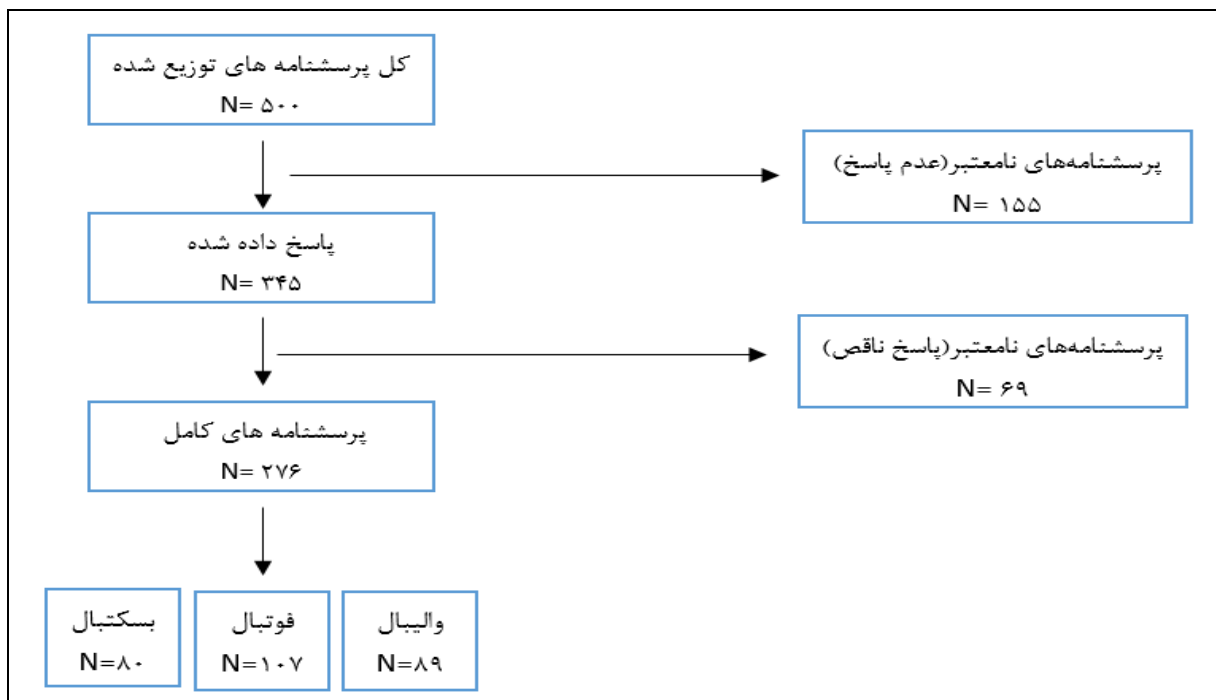 کل پرسشنامه های توزیع شده
N= ۵۰۰
پرسشنامه‌های نامعتبر(عدم پاسخ)
N= ۱۵۵
پاسخ داده شده
N= ۳۴۵
پرسشنامه‌های نامعتبر(پاسخ ناقص)
N= ۶۹
پرسشنامه های کامل
N= ۲۷۶
والیبال
N=۸۹
فوتبال
N=۱۰۷
بسکتبال
N=۸۰